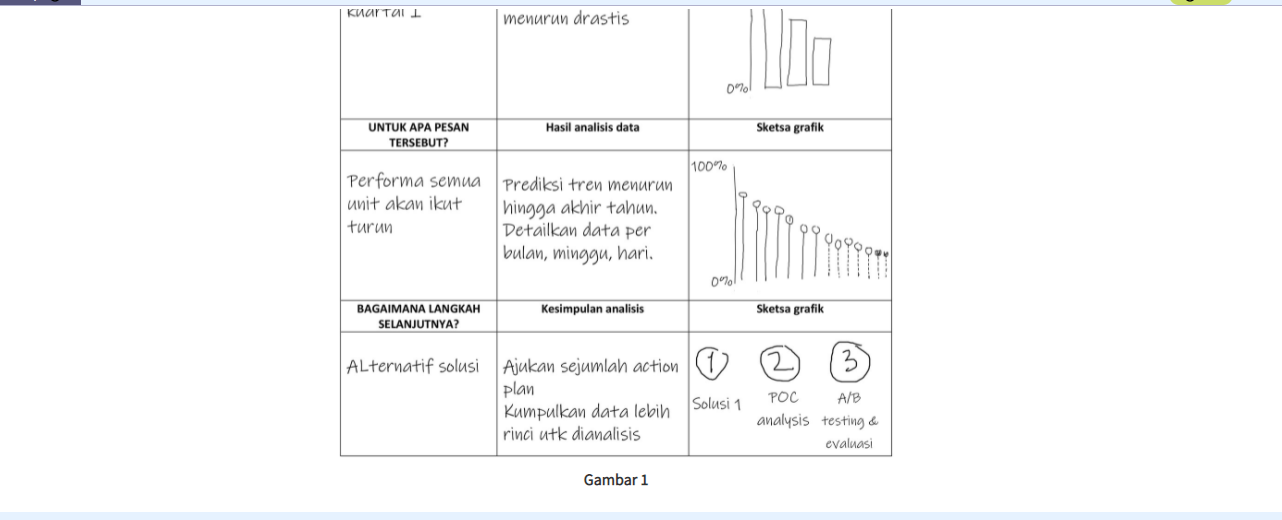 kuartal 1
menurun drastis
0%
UNTUK APA PESAN
TERSEBUT?
Hasil analisis data
Sketsa grafik
Performa semua
unit akan ikut
turun
Prediksi tren menurun
hingga akhir tahun.
Detailkan data per
bulan, minggu, hari.
100%
0%
BAGAIMANA LANGKAH
SELANJUTNYA?
Kesimpulan analisis
Sketsa grafik
ALternatif solusi
Ajukan sejumlah action
plan
Kumpulkan data lebih
rinci utk dianalisis
1
Solusi 1
2
POC
analysis
3
A/B
testing &
evaluasi
Gambar 1